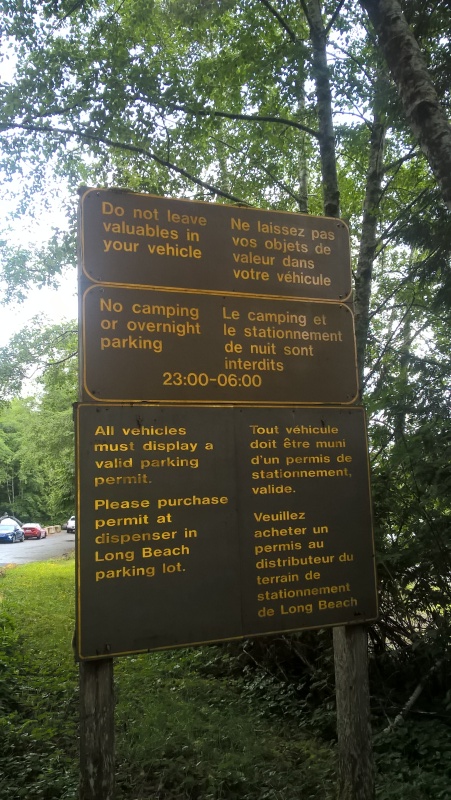 Do not leave
valuables in
your vehicle
Ne laissez pas
vos objets de
valeur dans
votre véhicule
No camping
or overnight
parking
Le camping et
le stationnement
de nuit sont
interdits
23:00-06:00
All vehicles
must display a
valid parking
permit.
Please purchase
permit at
dispenser in
Long Beach
parking lot.
Tout véhicule
doit être muni
d'un permis de
stationnement,
valide.
Veuillez
acheter un
permis au
distributeur du
terrain de
stationnement
de Long Beach